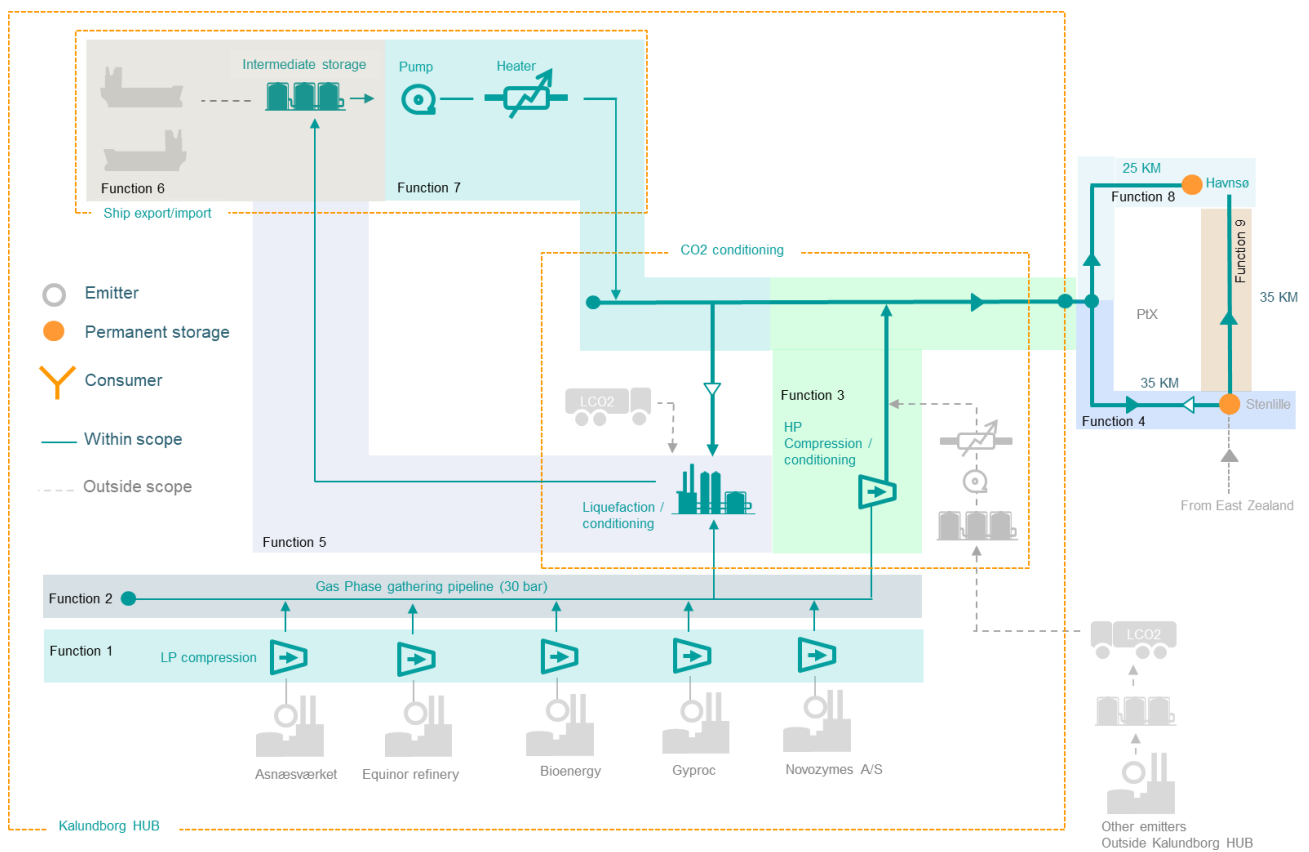 Intermediate storage
Pump
Heater
Function 6
Function 7
Ship export/import
25 KM
Havnsø
Function 8
Function 9
35 KM
PtX
35 KM
Stenlille
Function 4
From East Zealand
CO2 conditioning
Emitter
Permanent storage
Consumer
Within scope
Outside scope
LCO2
Function 3
HP
Compression /
conditioning
Liquefaction /
conditioning
Function 5
Gas Phase gathering pipeline (30 bar)
Function 2
Function 1
LP compression
LCO2
Asnæsværket
Equinor refinery
Bioenergy
Gyproc
Novozymes A/S
Kalundborg HUB
Other emitters
Outside Kalundborg HUB